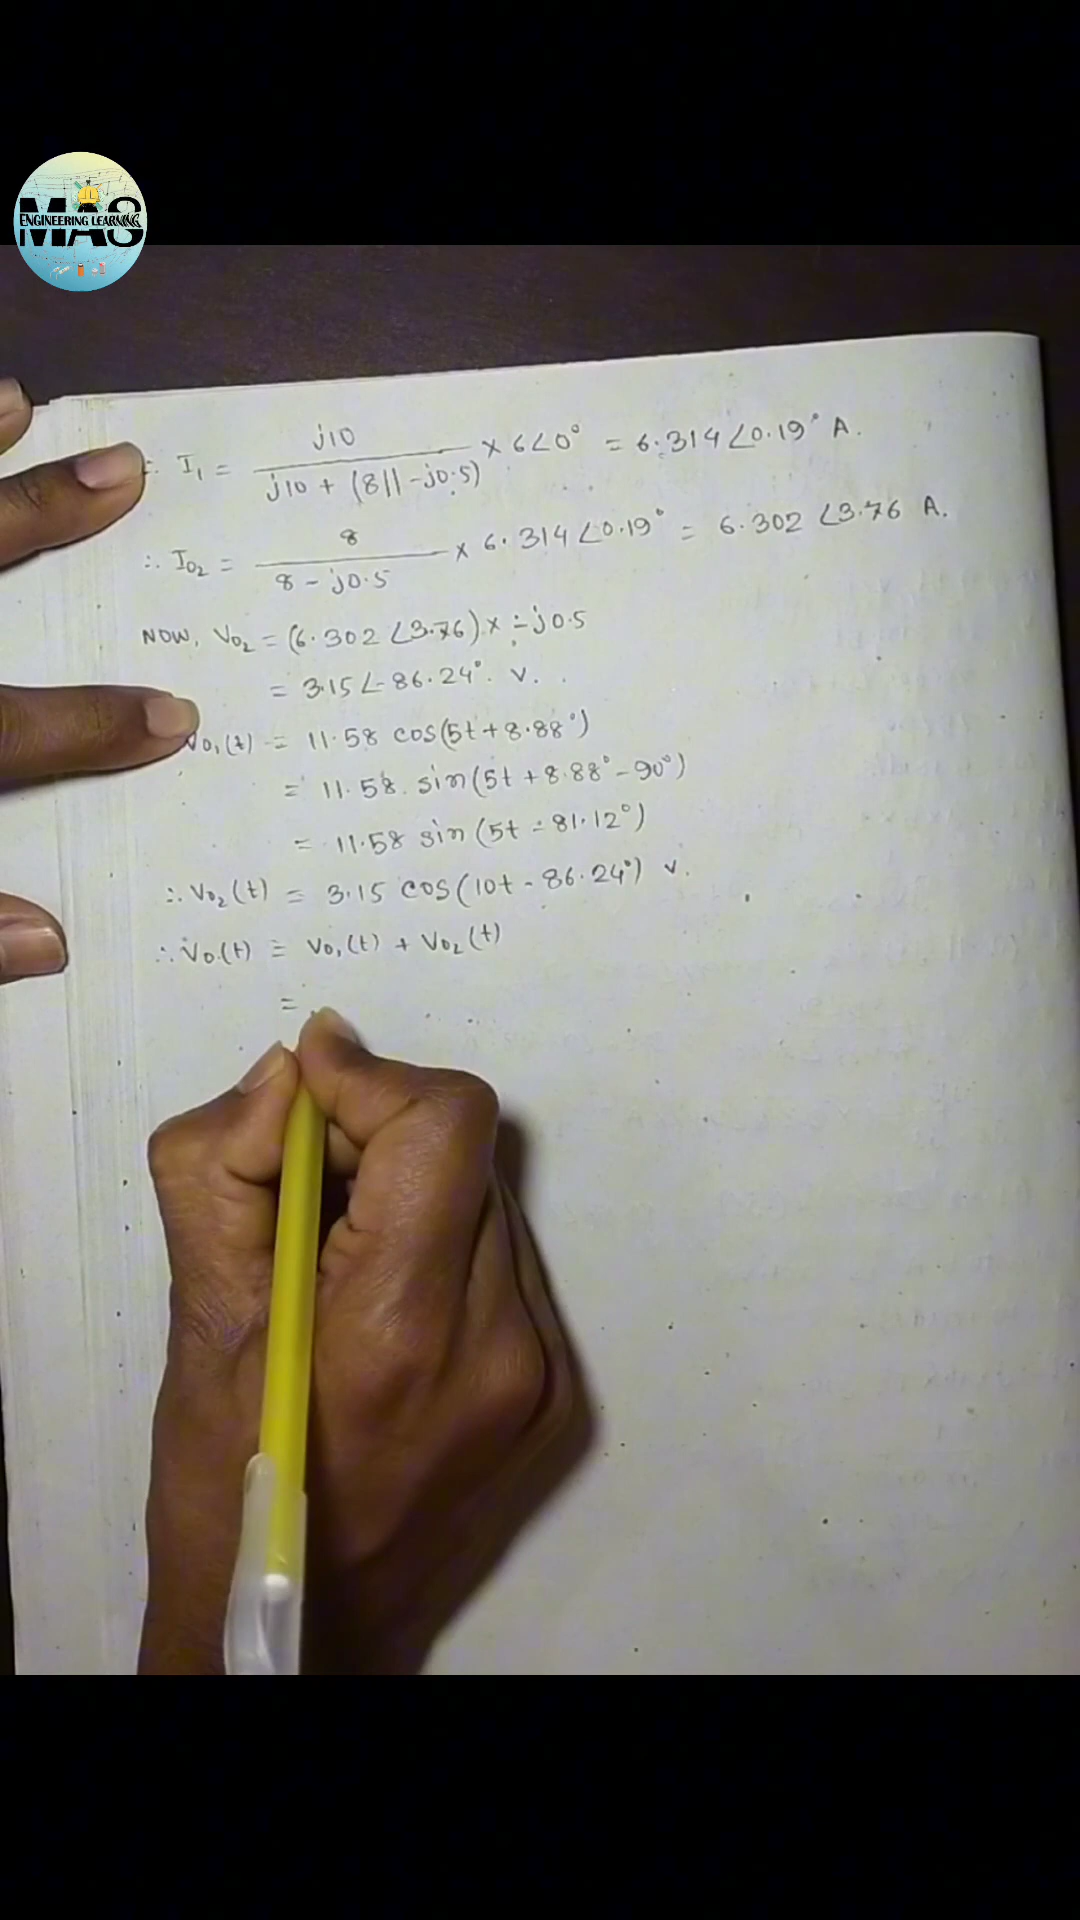 MAS
ENGINEERING LEARNING
∴ I₁ = j10 / (j10 + (8||-j0.5)) × 6∠0° = 6.314∠0.19° A.
∴ I₀₂ = 8 / (8 - j0.5) × 6.314∠0.19° = 6.302∠3.76 A.
NOW, V₀₂ = (6.302∠3.76) × -j0.5
= 3.15∠-86.24° V.
V₀₁(t) = 11.58 cos(5t+8.88°)
= 11.58 sin(5t+8.88°-90°)
= 11.58 sin(5t-81.12°)
∴ V₀₂(t) = 3.15 cos(10t-86.24°) V.
∴ V₀(t) = V₀₁(t) + V₀₂(t)
=